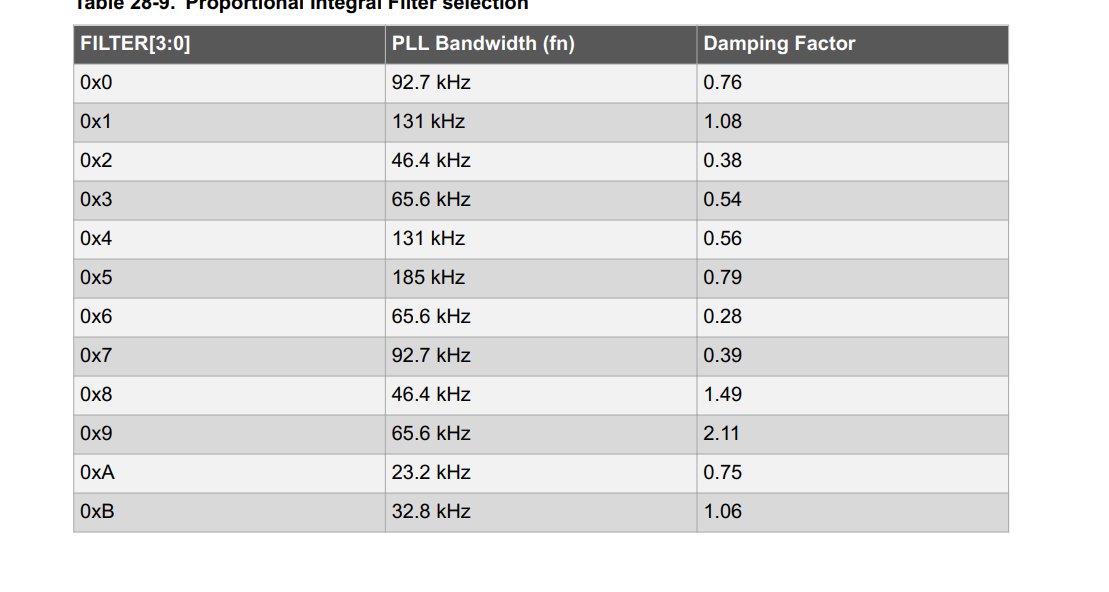 Table 28-9. Proportional Integral Filter selection
FILTER[3:0] PLL Bandwidth (fn) Damping Factor
0x0 92.7 kHz 0.76
0x1 131 kHz 1.08
0x2 46.4 kHz 0.38
0x3 65.6 kHz 0.54
0x4 131 kHz 0.56
0x5 185 kHz 0.79
0x6 65.6 kHz 0.28
0x7 92.7 kHz 0.39
0x8 46.4 kHz 1.49
0x9 65.6 kHz 2.11
0xA 23.2 kHz 0.75
0xB 32.8 kHz 1.06